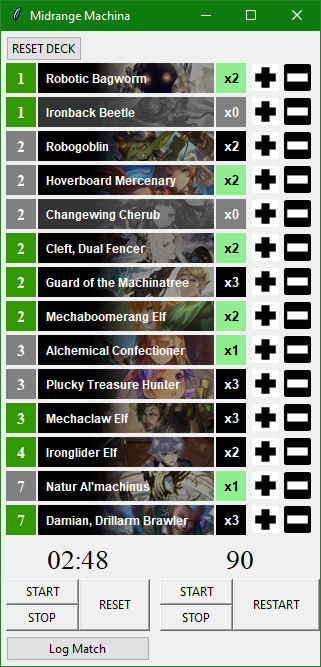 Midrange Machina
RESET DECK
1 Robotic Bagworm x2
1 Ironback Beetle x0
2 Robogoblin x2
2 Hoverboard Mercenary x2
2 Changewing Cherub x0
2 Cleft, Dual Fencer x2
2 Guard of the Machinatree x3
2 Mechaboomerang Elf x2
3 Alchemical Confectioner x1
3 Plucky Treasure Hunter x3
3 Mechaclaw Elf x3
4 Ironglider Elf x2
7 Natur Al'machinus x1
7 Damian, Drillarm Brawler x3
02:48 90
START RESET START RESTART
STOP STOP
Log Match